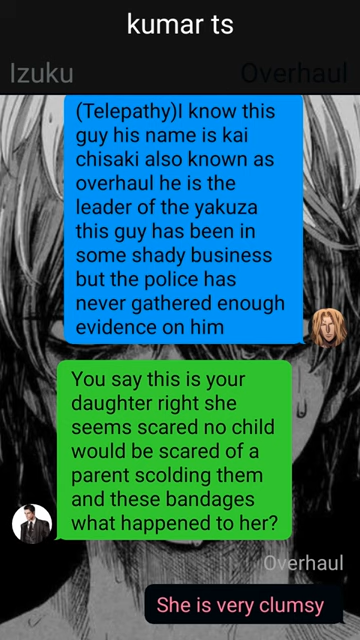 kumar ts
Izuku Overhaul
(Telepathy)I know this
guy his name is kai
chisaki also known as
overhaul he is the
leader of the yakuza
this guy has been in
some shady business
but the police has
never gathered enough
evidence on him
You say this is your
daughter right she
seems scared no child
would be scared of a
parent scolding them
and these bandages
what happened to her?
Overhaul
She is very clumsy